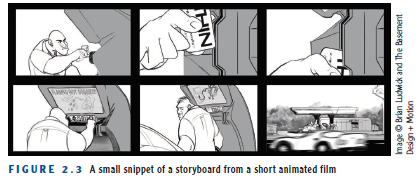 THIN
Image © Brian Ludwick and The Basement
Design + Motion
FIGURE 2.3 A small snippet of a storyboard from a short animated film